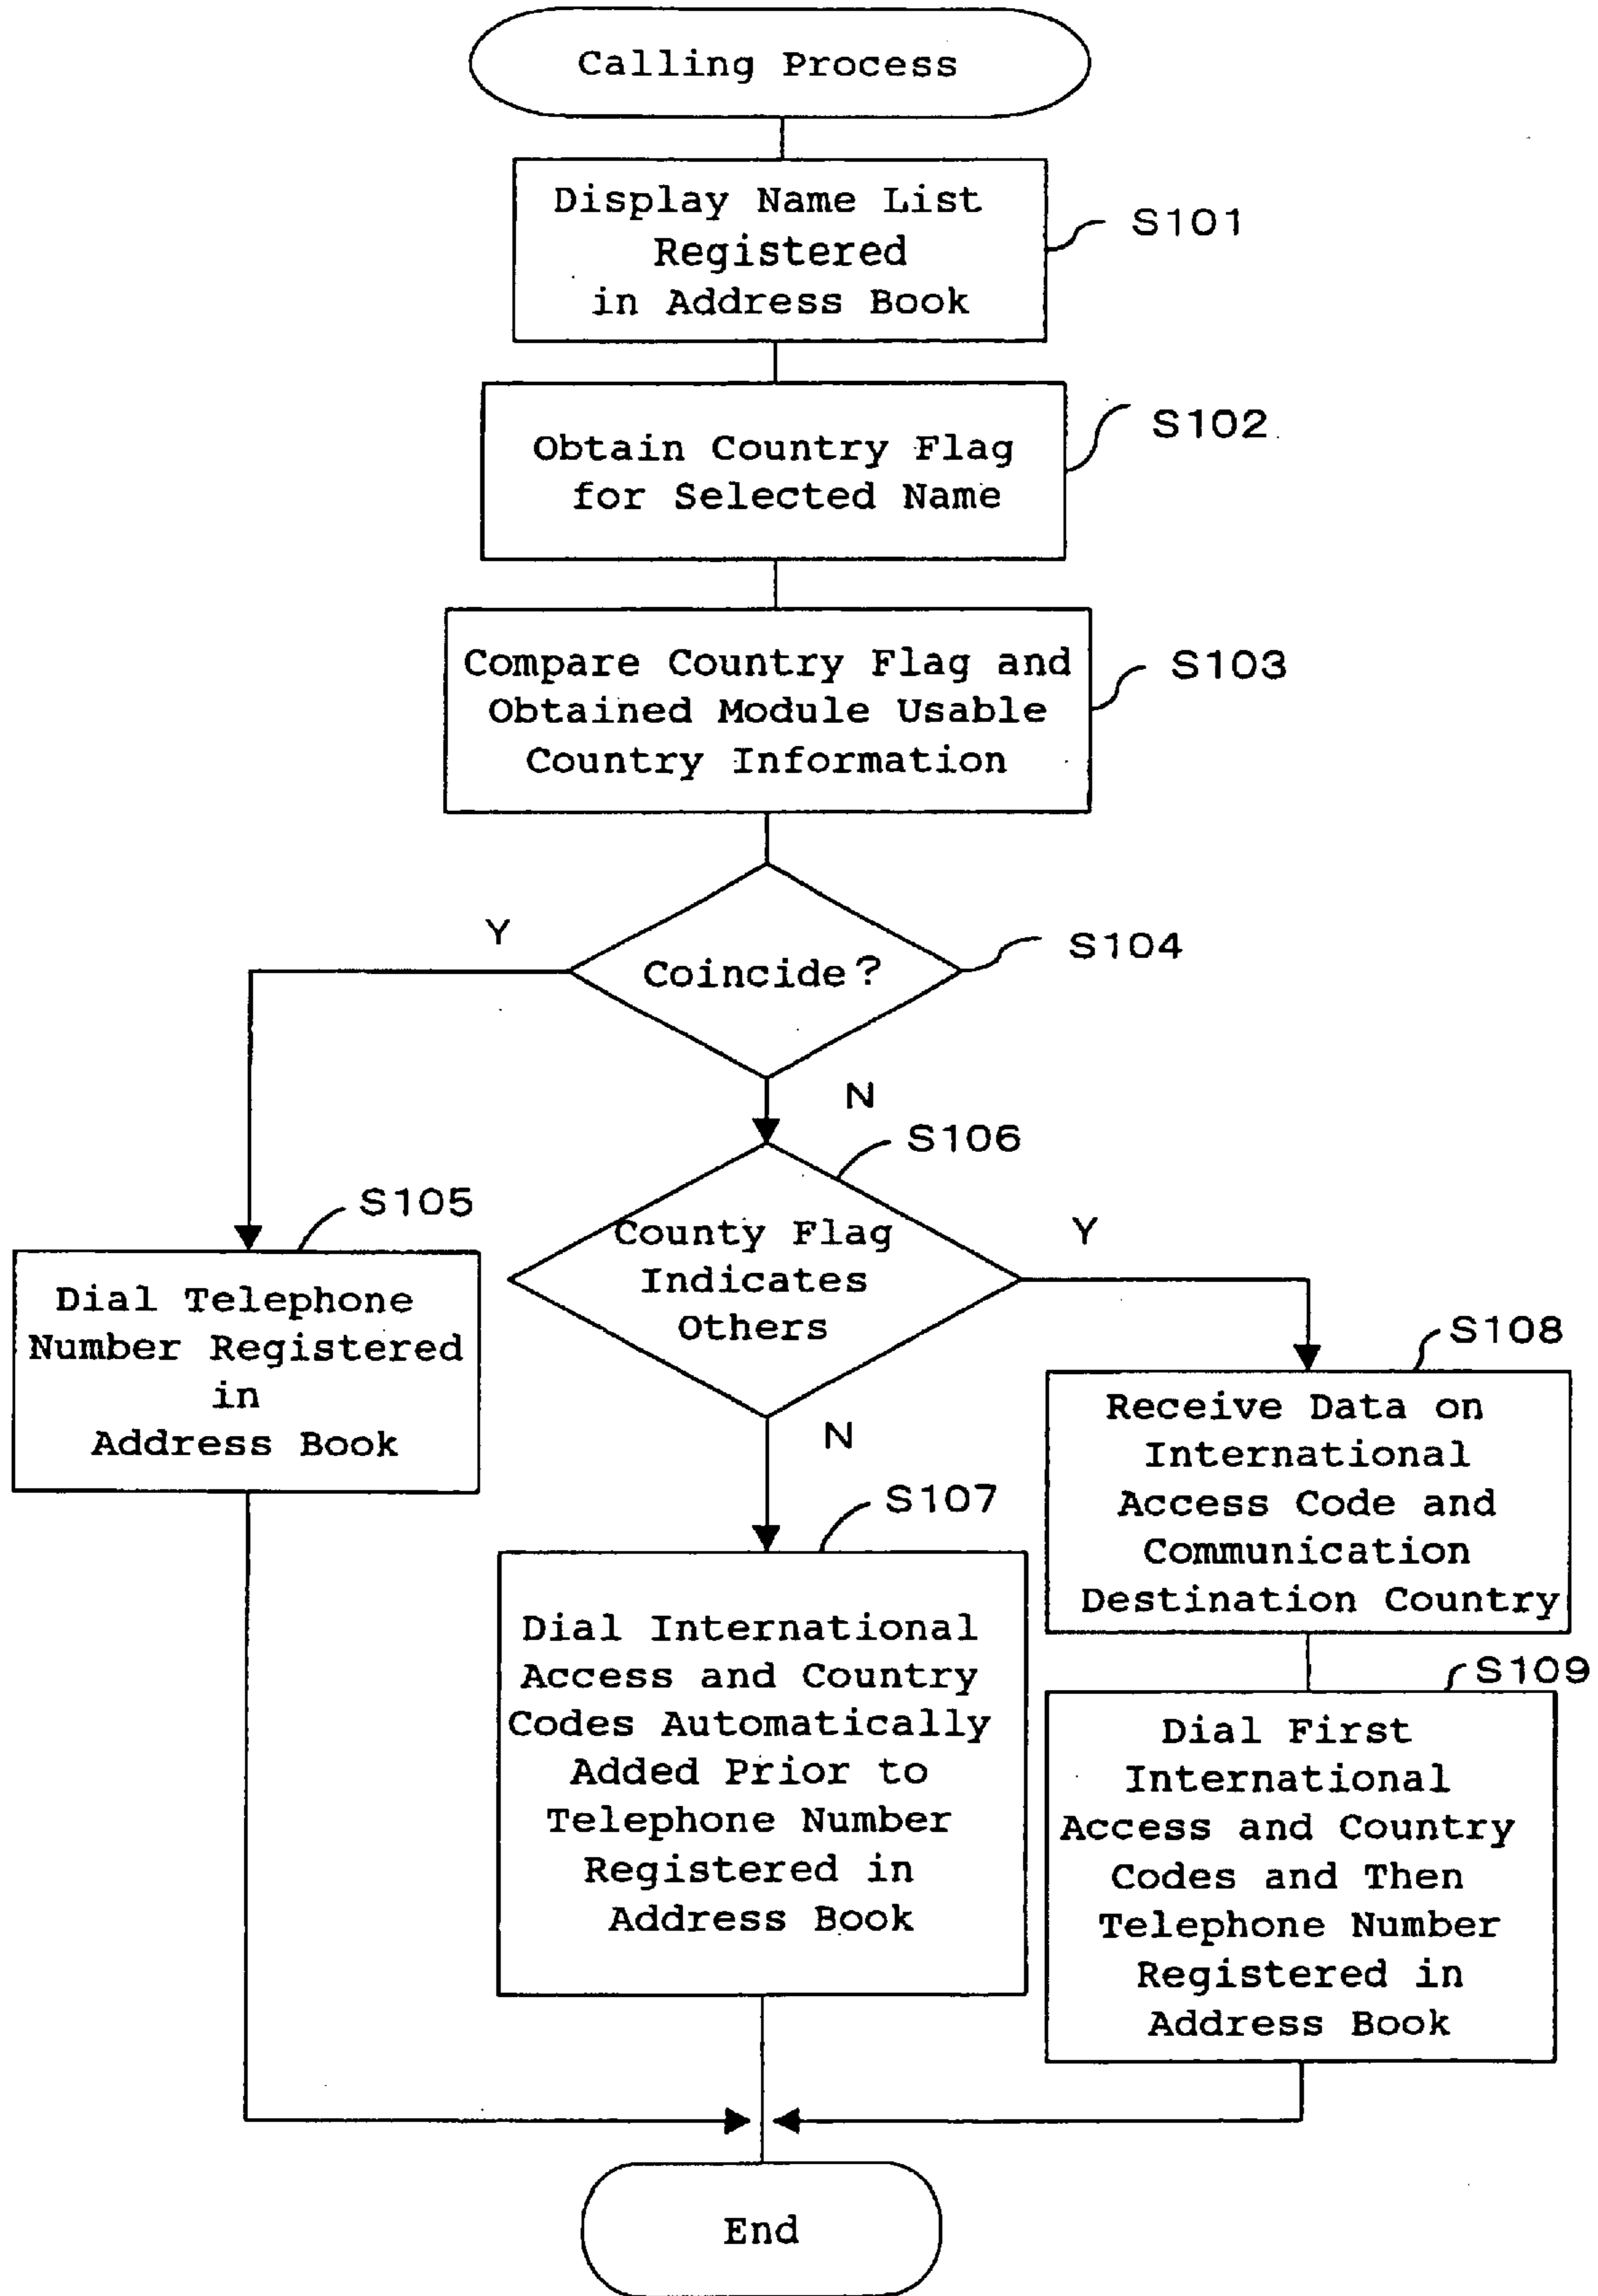 Calling Process
Display Name List
Registered
in Address Book
S101
Obtain Country Flag
for Selected Name
S102
Compare Country Flag and
Obtained Module Usable
Country Information
S103
Coincide?
S104
Y
N
S106
County Flag
Indicates
Others
Y
N
S105
Dial Telephone
Number Registered
in
Address Book
S108
Receive Data on
International
Access Code and
Communication
Destination Country
S107
Dial International
Access and Country
Codes Automatically
Added Prior to
Telephone Number
Registered in
Address Book
S109
Dial First
International
Access and Country
Codes and Then
Telephone Number
Registered in
Address Book
End